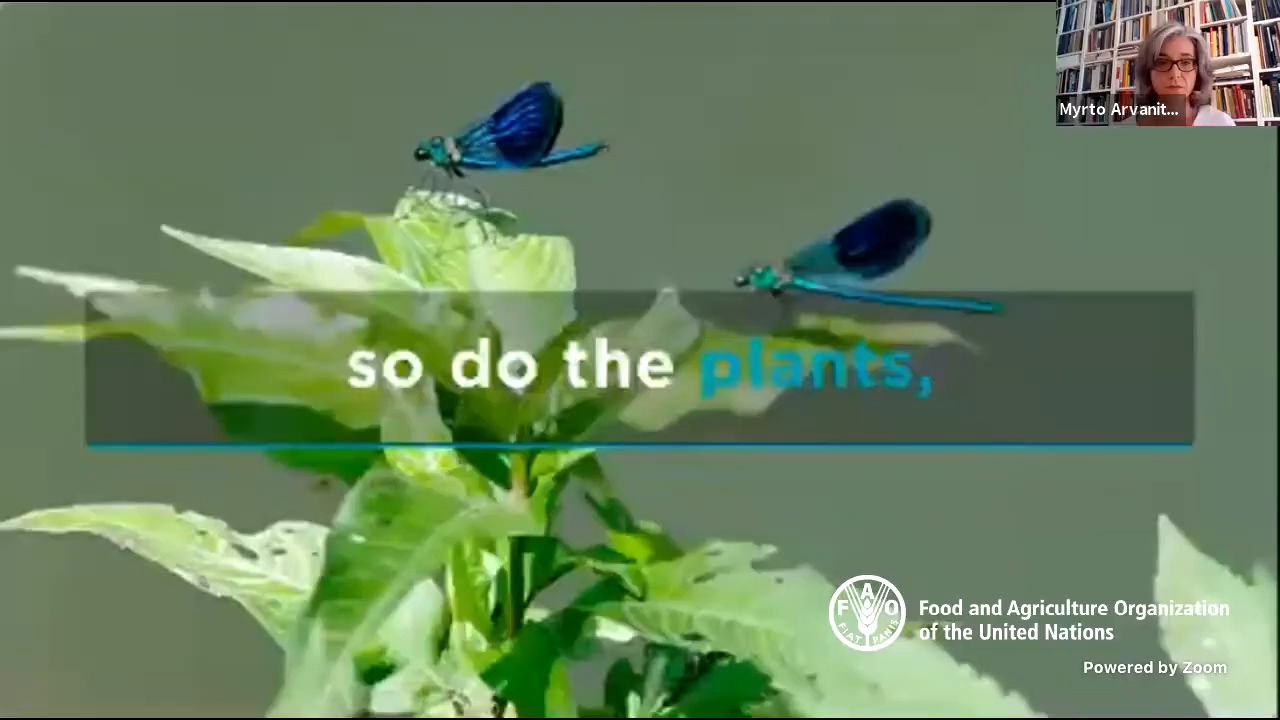 Myrto Arvanit...
so do the plants,
F A O
FIAT PANIS
Food and Agriculture Organization
of the United Nations
Powered by Zoom